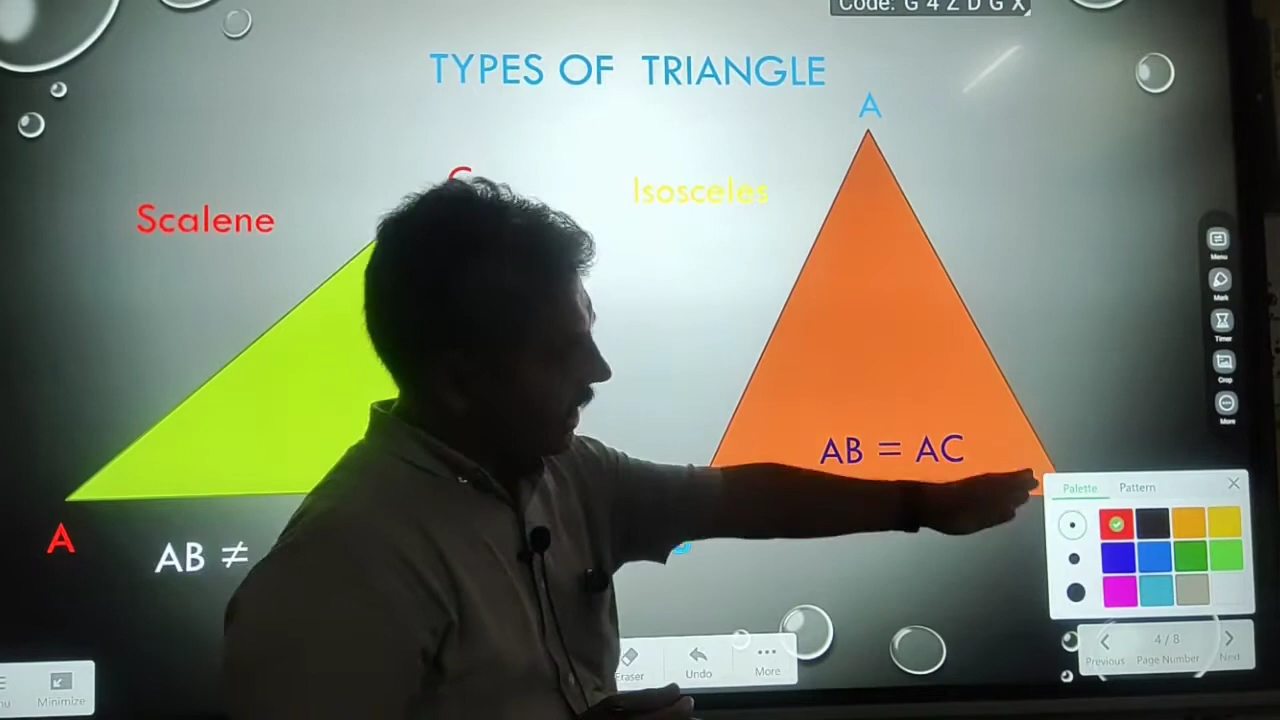 Code: G 4 Z D G X
TYPES OF TRIANGLE
A
Scalene
Isosceles
AB = AC
A
AB ≠
Menu
Mark
Timer
Crop
More
Palette
Pattern
4 / 8
Previous
Page Number
Next
Eraser
Undo
More
Minimize